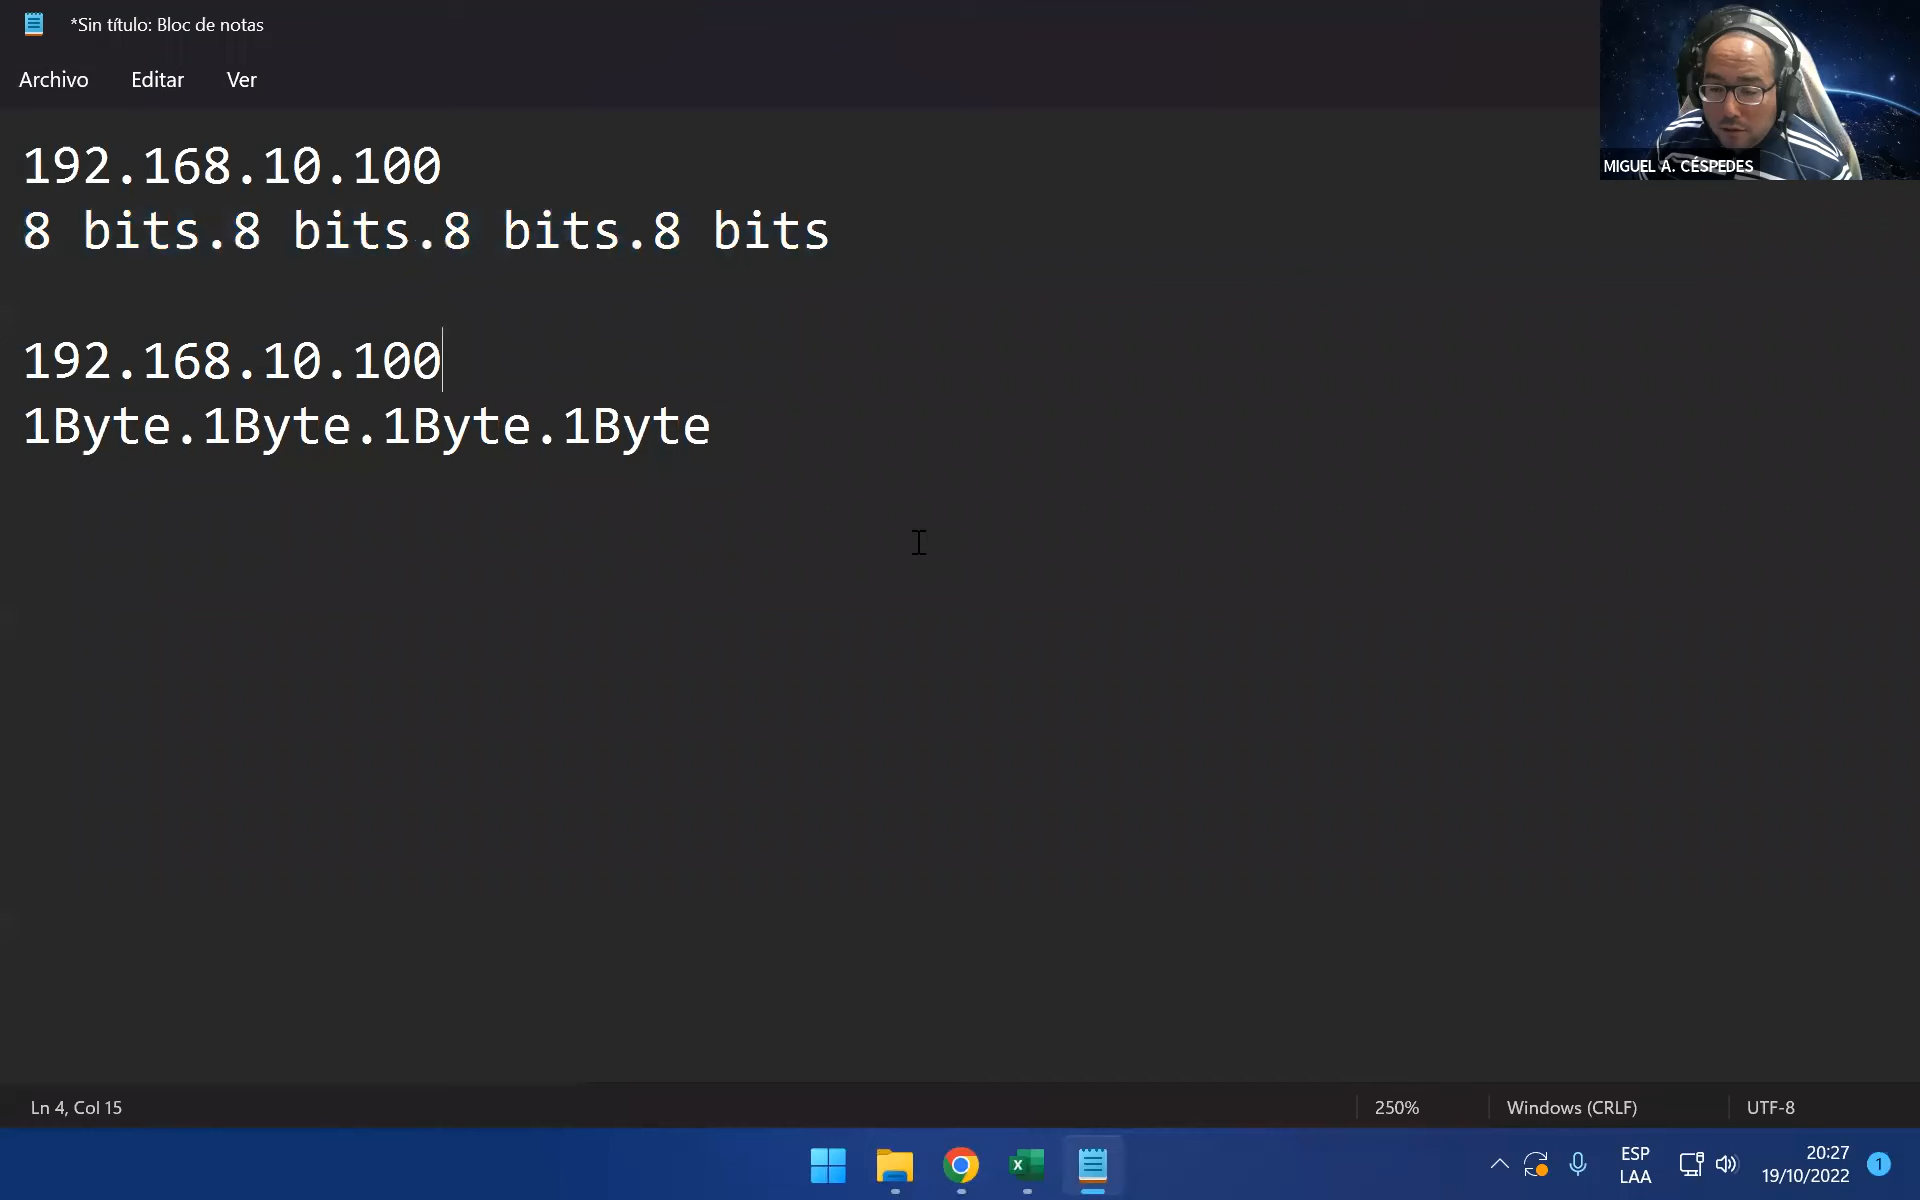 *Sin título: Bloc de notas
Archivo Editar Ver
MIGUEL A. CÉSPEDES
192.168.10.100
8 bits.8 bits.8 bits.8 bits
192.168.10.100
1Byte.1Byte.1Byte.1Byte
Ln 4, Col 15 250% Windows (CRLF) UTF-8
ESP 20:27
LAA 19/10/2022 1